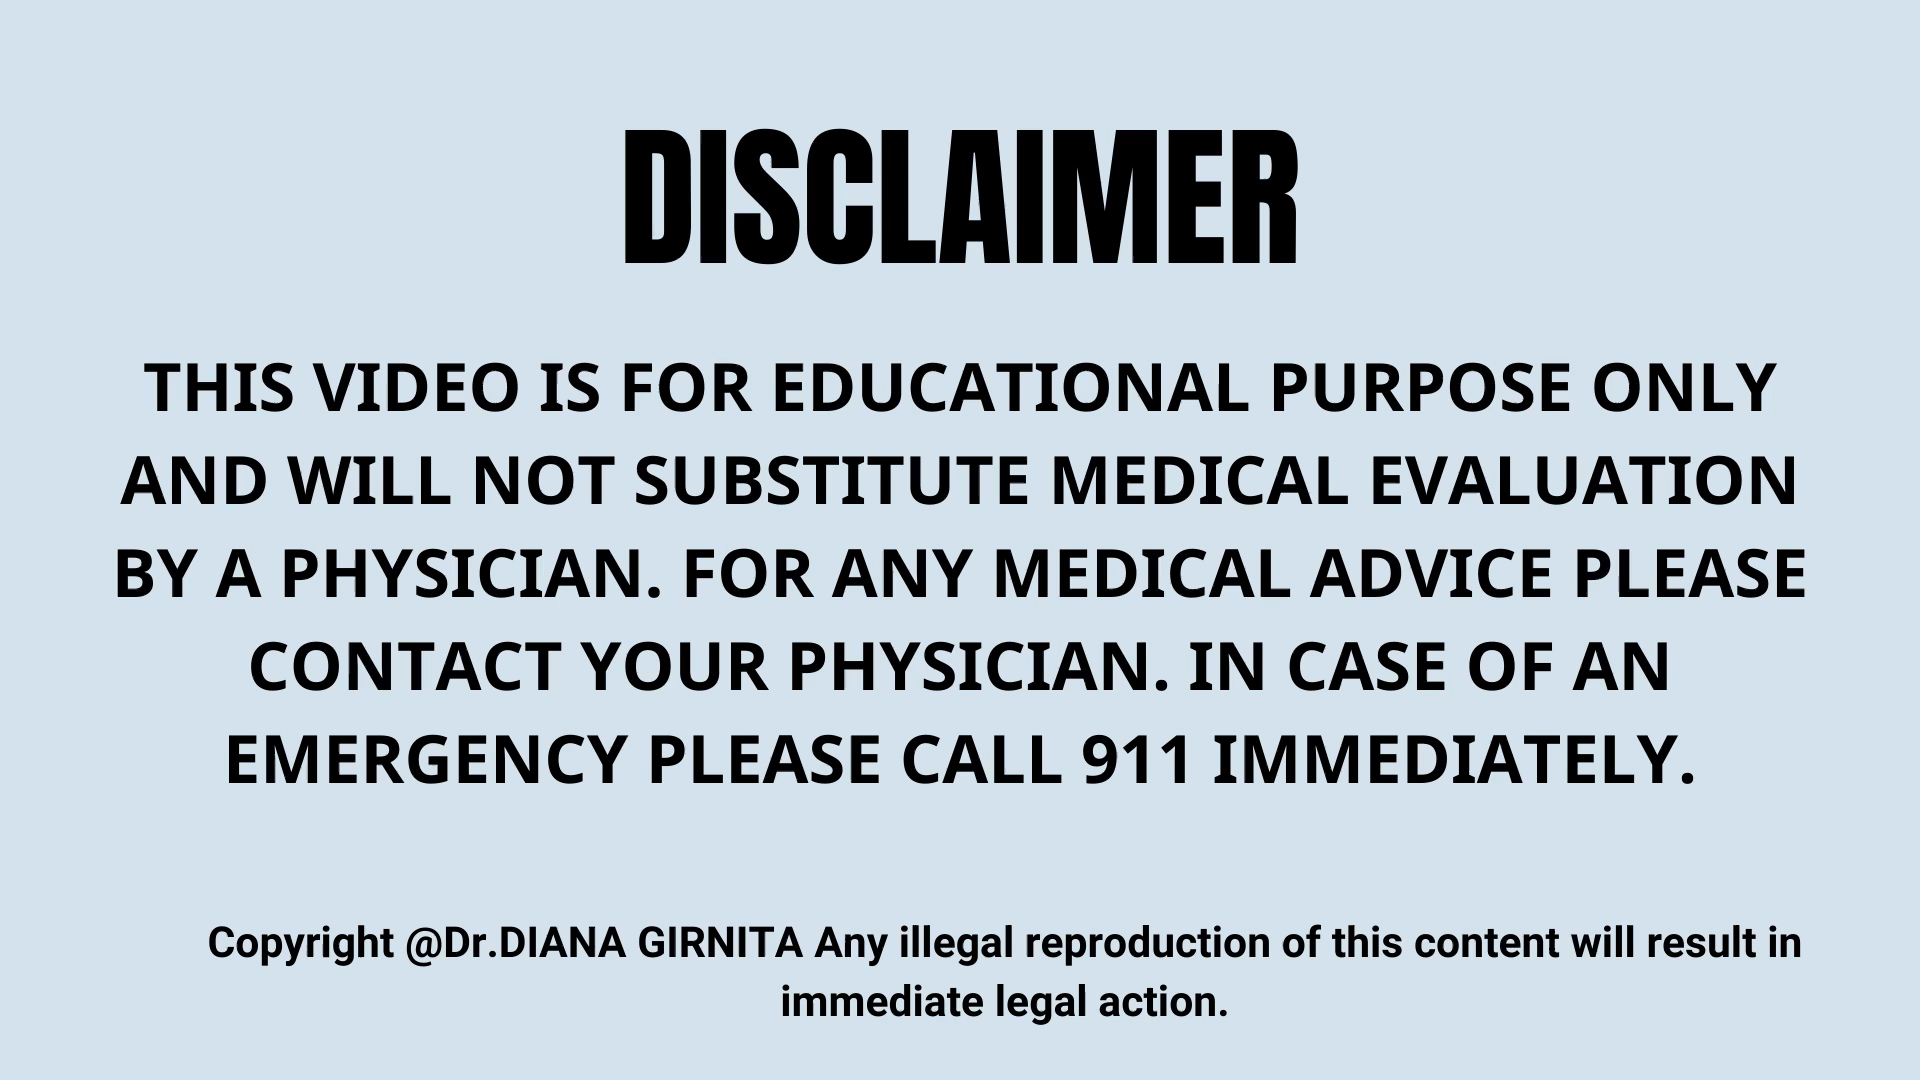 DISCLAIMER
THIS VIDEO IS FOR EDUCATIONAL PURPOSE ONLY
AND WILL NOT SUBSTITUTE MEDICAL EVALUATION
BY A PHYSICIAN. FOR ANY MEDICAL ADVICE PLEASE
CONTACT YOUR PHYSICIAN. IN CASE OF AN
EMERGENCY PLEASE CALL 911 IMMEDIATELY.
Copyright @Dr.DIANA GIRNITA Any illegal reproduction of this content will result in
immediate legal action.